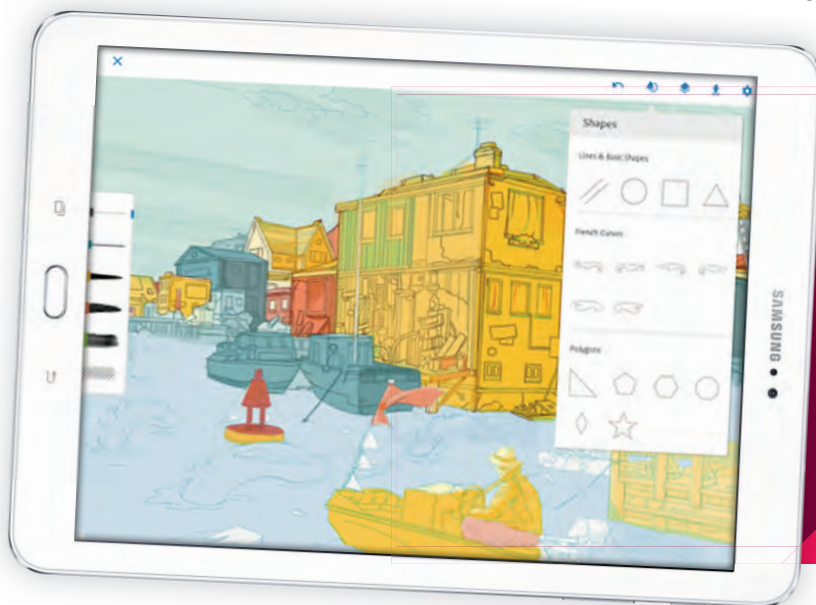 Shapes
Lines & Basic Shapes
French Curves
Polygons
SAMSUNG